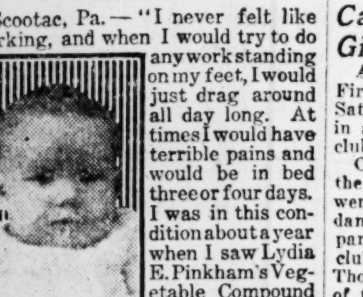 Scootac, Pa. — "I never felt like
rking, and when I would try to do
any work standing
on my feet, I would
just drag around
all day long. At
times I would have
terrible pains and
would be in bed
three or four days.
I was in this con-
dition about a year
when I saw Lydia
E. Pinkham's Veg-
etable Compound
Ca
Gi
Fir
Sat
in
clu
the
wer
dan
par
clu
Tho
of